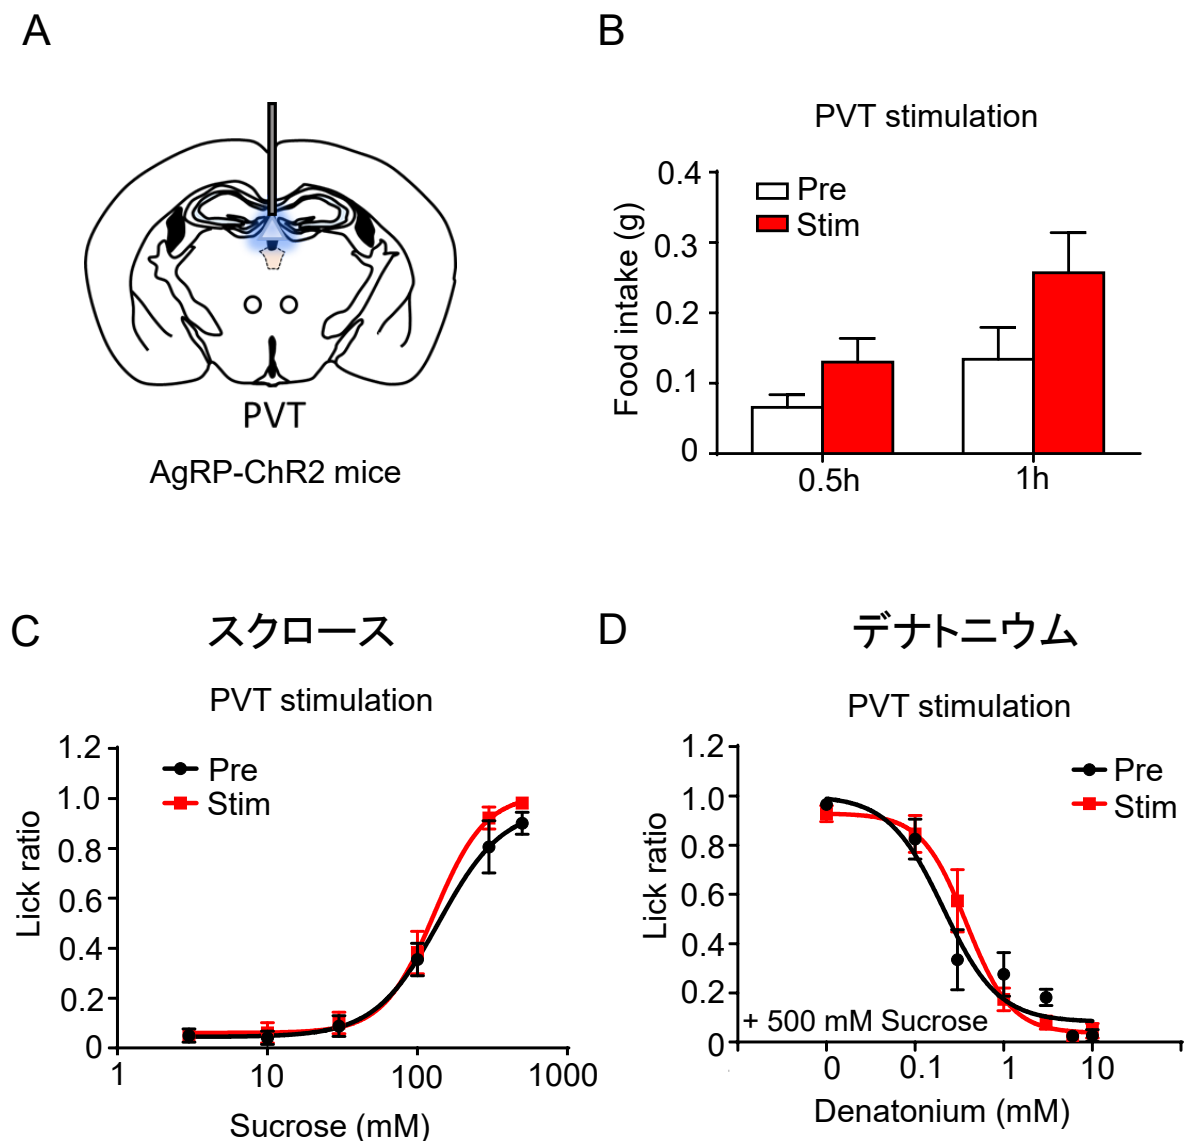 A
PVT
AgRP-ChR2 mice
B
PVT stimulation
Pre
Stim
Food intake (g)
0.4
0.3
0.2
0.1
0
0.5h
1h
C
スクロース
PVT stimulation
Pre
Stim
Lick ratio
1.2
1.0
0.8
0.6
0.4
0.2
0
1
10
100
1000
Sucrose (mM)
D
デナトニウム
PVT stimulation
Pre
Stim
Lick ratio
1.2
1.0
0.8
0.6
0.4
0.2
0
+ 500 mM Sucrose
0
0.1
1
10
Denatonium (mM)